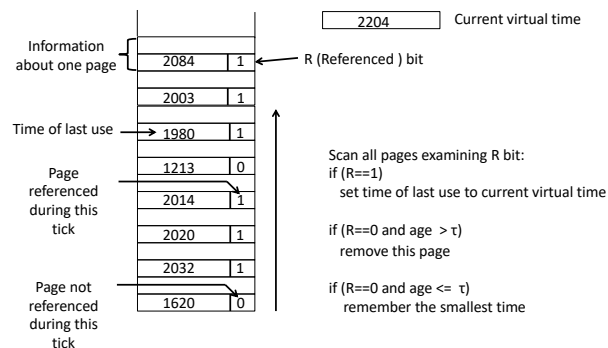 2204 Current virtual time
Information
about one page
2084 1
R (Referenced ) bit
2003 1
Time of last use
1980 1
1213 0
Page
referenced
during this
tick
2014 1
2020 1
2032 1
Page not
referenced
during this
tick
1620 0
Scan all pages examining R bit:
if (R==1)
set time of last use to current virtual time
if (R==0 and age > τ)
remove this page
if (R==0 and age <= τ)
remember the smallest time